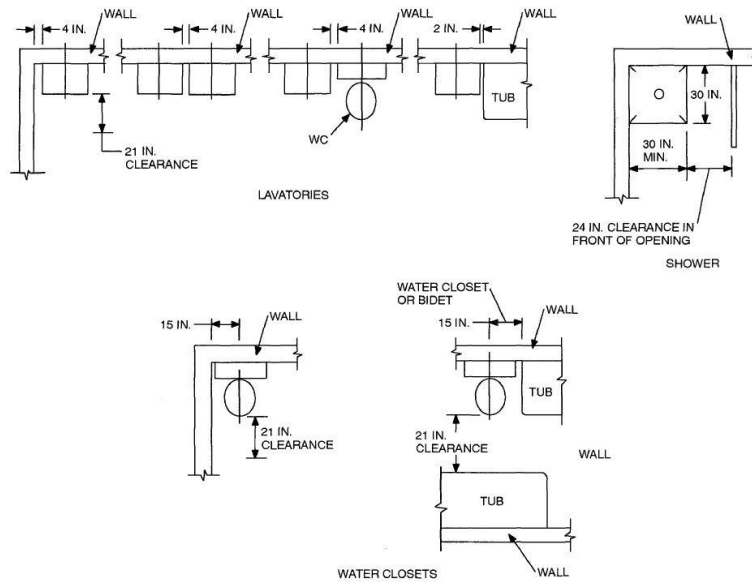 4 IN.
WALL
4 IN.
WALL
4 IN.
WALL
2 IN.
WALL
WALL
TUB
30 IN.
WC
21 IN.
CLEARANCE
30 IN.
MIN.
LAVATORIES
24 IN. CLEARANCE IN
FRONT OF OPENING
SHOWER
WATER CLOSET
OR BIDET
15 IN.
WALL
15 IN.
WALL
TUB
21 IN.
CLEARANCE
21 IN.
CLEARANCE
WALL
TUB
WALL
WATER CLOSETS